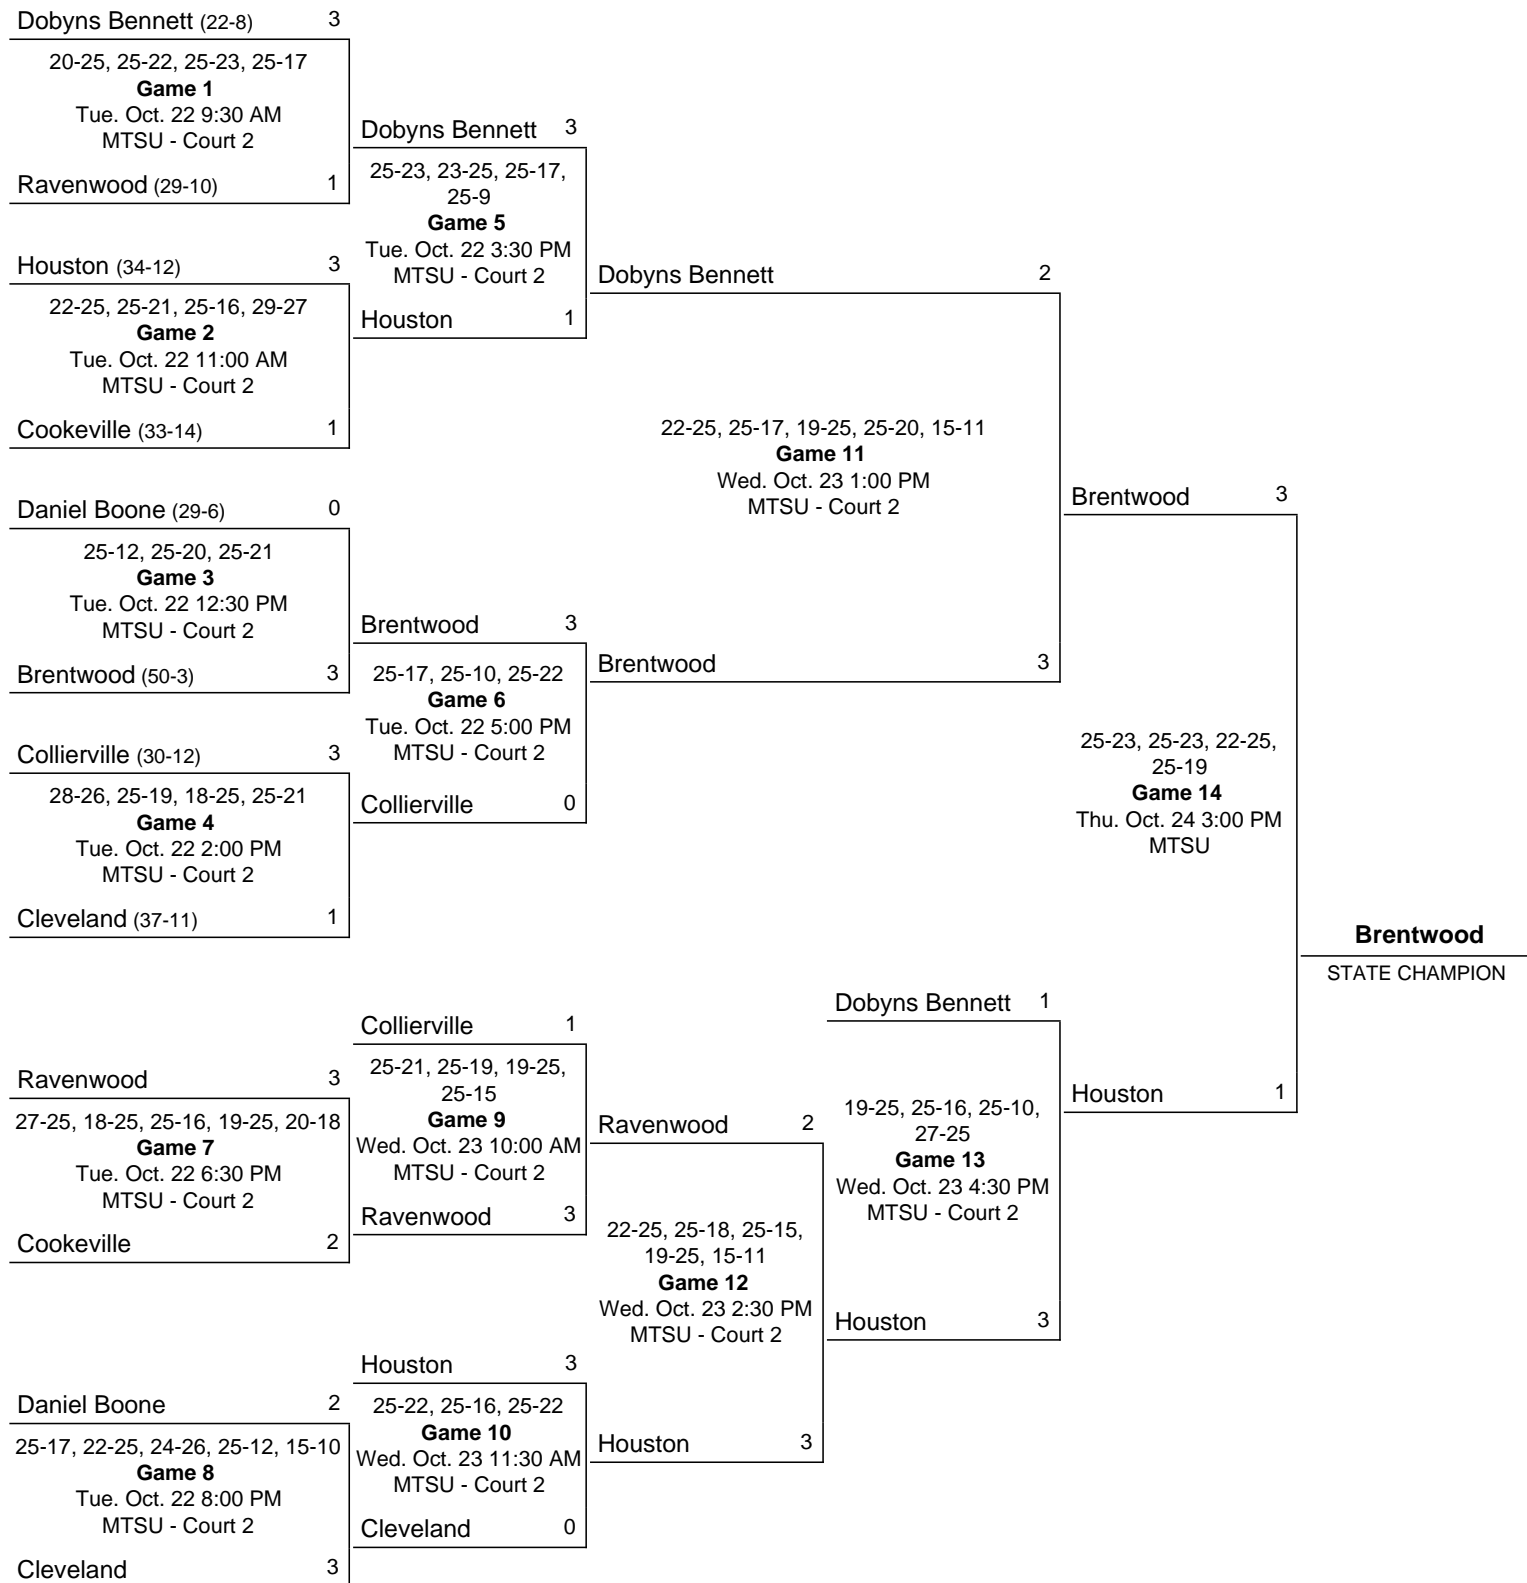 Dobyns Bennett (22-8) 3
20-25, 25-22, 25-23, 25-17
Game 1
Tue. Oct. 22 9:30 AM
MTSU - Court 2
Ravenwood (29-10) 1
Houston (34-12) 3
22-25, 25-21, 25-16, 29-27
Game 2
Tue. Oct. 22 11:00 AM
MTSU - Court 2
Cookeville (33-14) 1
Daniel Boone (29-6) 0
25-12, 25-20, 25-21
Game 3
Tue. Oct. 22 12:30 PM
MTSU - Court 2
Brentwood (50-3) 3
Collierville (30-12) 3
28-26, 25-19, 18-25, 25-21
Game 4
Tue. Oct. 22 2:00 PM
MTSU - Court 2
Cleveland (37-11) 1
Dobyns Bennett 3
25-23, 23-25, 25-17,
25-9
Game 5
Tue. Oct. 22 3:30 PM
MTSU - Court 2
Houston 1
Brentwood 3
25-17, 25-10, 25-22
Game 6
Tue. Oct. 22 5:00 PM
MTSU - Court 2
Collierville 0
Dobyns Bennett 2
22-25, 25-17, 19-25, 25-20, 15-11
Game 11
Wed. Oct. 23 1:00 PM
MTSU - Court 2
Brentwood 3
Brentwood 3
25-23, 25-23, 22-25,
25-19
Game 14
Thu. Oct. 24 3:00 PM
MTSU
Houston 1
Brentwood
STATE CHAMPION
Ravenwood 3
27-25, 18-25, 25-16, 19-25, 20-18
Game 7
Tue. Oct. 22 6:30 PM
MTSU - Court 2
Cookeville 2
Daniel Boone 2
25-17, 22-25, 24-26, 25-12, 15-10
Game 8
Tue. Oct. 22 8:00 PM
MTSU - Court 2
Cleveland 3
Collierville 1
25-21, 25-19, 19-25,
25-15
Game 9
Wed. Oct. 23 10:00 AM
MTSU - Court 2
Ravenwood 3
Houston 3
25-22, 25-16, 25-22
Game 10
Wed. Oct. 23 11:30 AM
MTSU - Court 2
Cleveland 0
Ravenwood 2
22-25, 25-18, 25-15,
19-25, 15-11
Game 12
Wed. Oct. 23 2:30 PM
MTSU - Court 2
Houston 3
Dobyns Bennett 1
19-25, 25-16, 25-10,
27-25
Game 13
Wed. Oct. 23 4:30 PM
MTSU - Court 2
Houston 3